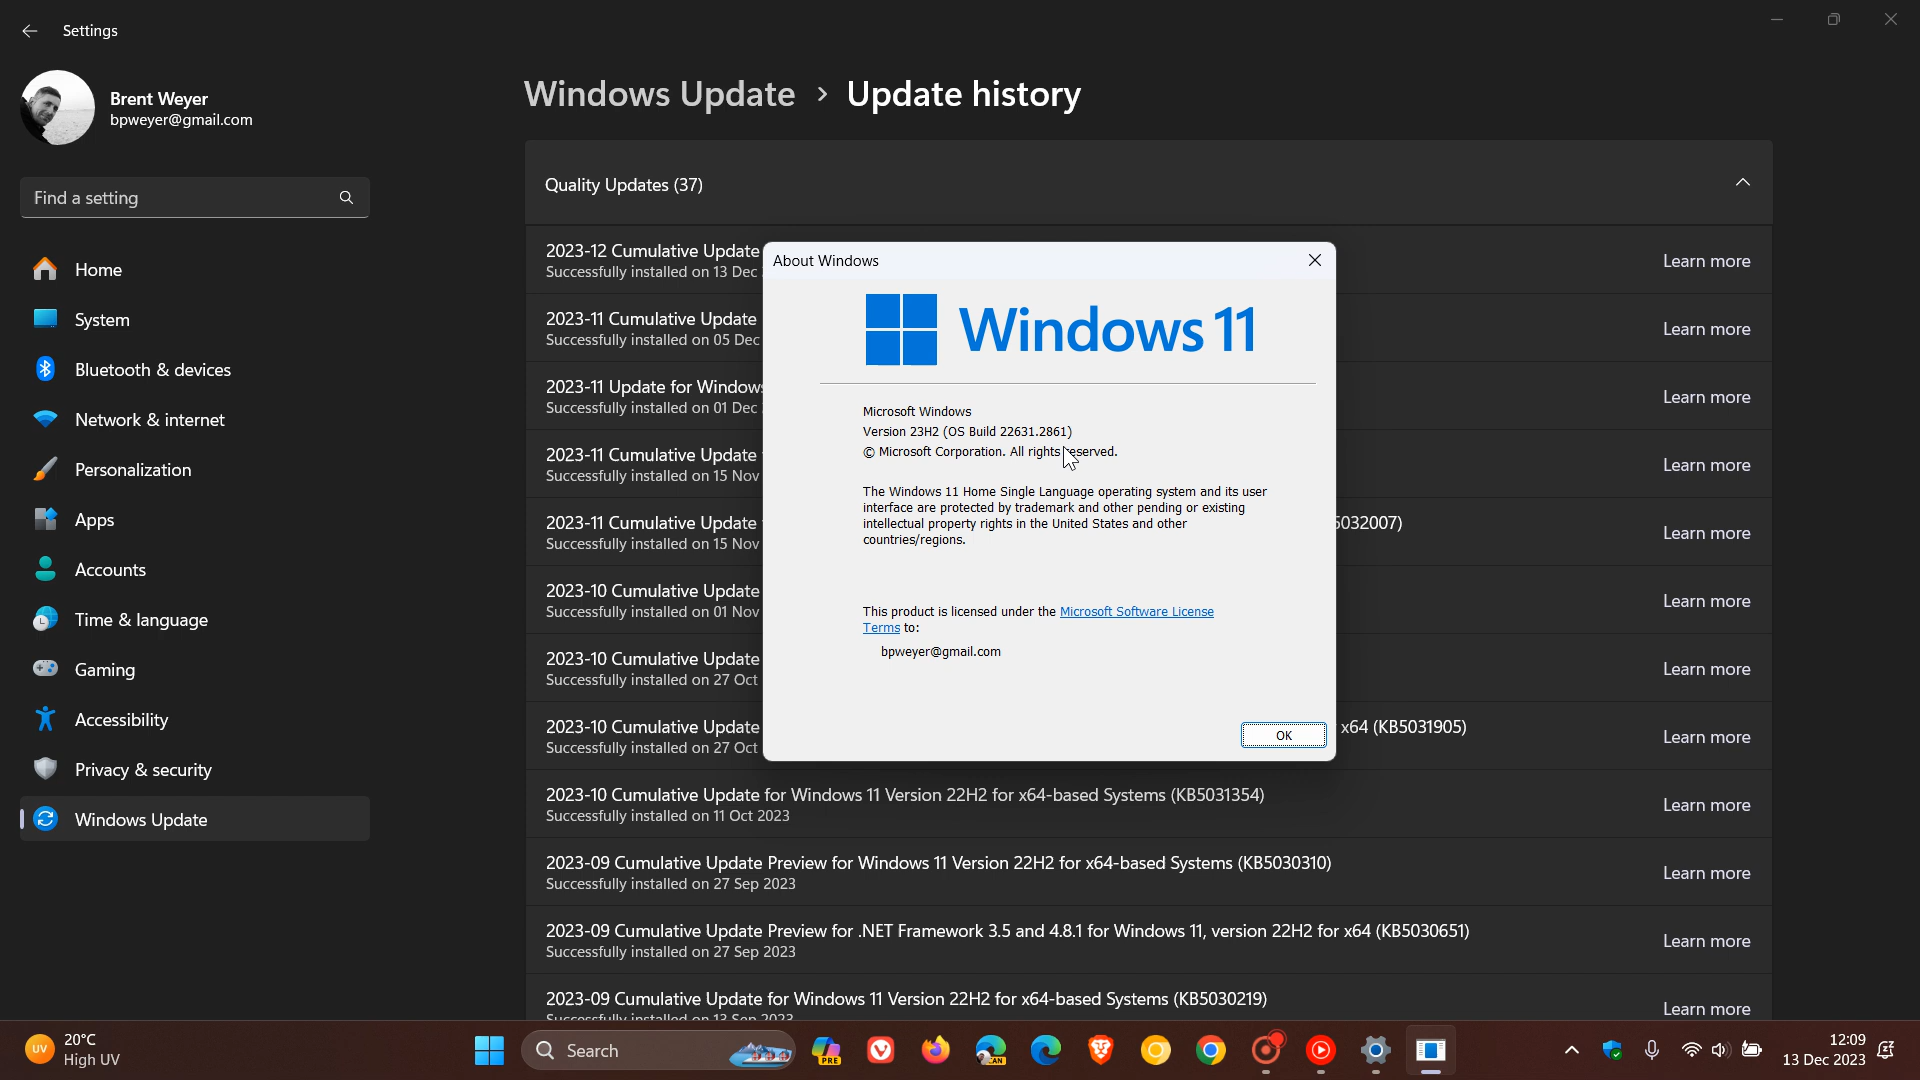 Settings
Brent Weyer
bpweyer@gmail.com
Find a setting
Home
System
Bluetooth & devices
Network & internet
Personalization
Apps
Accounts
Time & language
Gaming
Accessibility
Privacy & security
Windows Update
Windows Update > Update history
Quality Updates (37)
2023-12 Cumulative Update
Successfully installed on 13 Dec
Learn more
2023-11 Cumulative Update
Successfully installed on 05 Dec
Learn more
2023-11 Update for Windows
Successfully installed on 01 Dec
Learn more
2023-11 Cumulative Update
Successfully installed on 15 Nov
Learn more
2023-11 Cumulative Update 5032007)
Successfully installed on 15 Nov
Learn more
2023-10 Cumulative Update
Successfully installed on 01 Nov
Learn more
2023-10 Cumulative Update
Successfully installed on 27 Oct
Learn more
2023-10 Cumulative Update x64 (KB5031905)
Successfully installed on 27 Oct
Learn more
2023-10 Cumulative Update for Windows 11 Version 22H2 for x64-based Systems (KB5031354)
Successfully installed on 11 Oct 2023
Learn more
2023-09 Cumulative Update Preview for Windows 11 Version 22H2 for x64-based Systems (KB5030310)
Successfully installed on 27 Sep 2023
Learn more
2023-09 Cumulative Update Preview for .NET Framework 3.5 and 4.8.1 for Windows 11, version 22H2 for x64 (KB5030651)
Successfully installed on 27 Sep 2023
Learn more
2023-09 Cumulative Update for Windows 11 Version 22H2 for x64-based Systems (KB5030219)
Successfully installed on 13 Sep 2023
Learn more
About Windows
Windows 11
Microsoft Windows
Version 23H2 (OS Build 22631.2861)
© Microsoft Corporation. All rights reserved.
The Windows 11 Home Single Language operating system and its user
interface are protected by trademark and other pending or existing
intellectual property rights in the United States and other
countries/regions.
This product is licensed under the Microsoft Software License
Terms to:
bpweyer@gmail.com
OK
UV
20°C
High UV
Search
PRE
CAN
12:09
13 Dec 2023